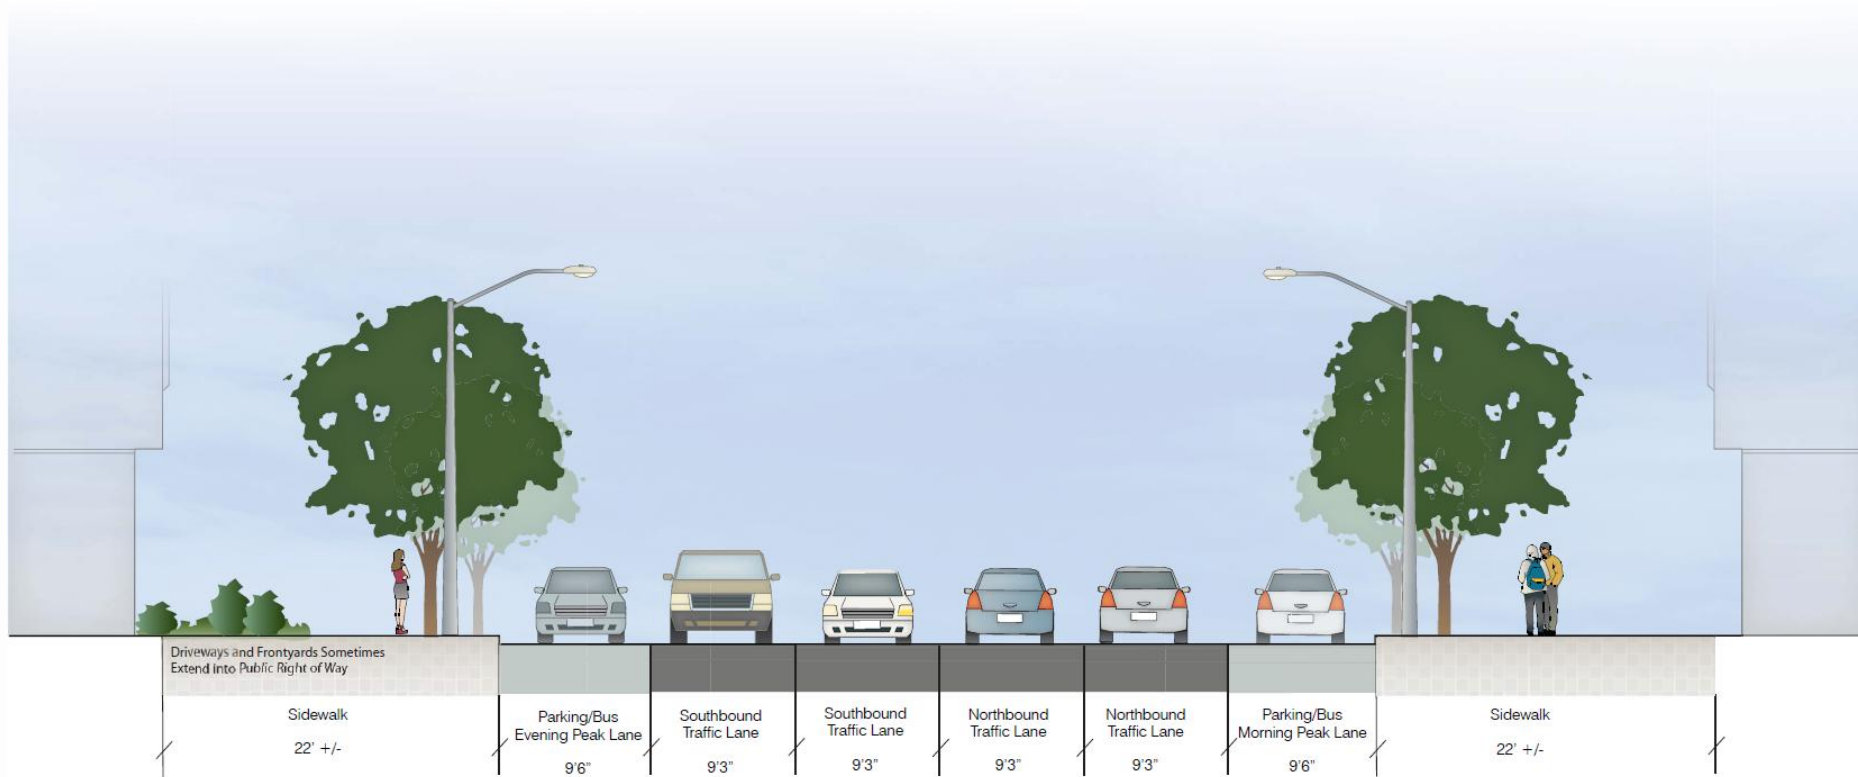 Driveways and Frontyards Sometimes
Extend into Public Right of Way
Sidewalk
22' +/-
Parking/Bus
Evening Peak Lane
9'6"
Southbound
Traffic Lane
9'3"
Southbound
Traffic Lane
9'3"
Northbound
Traffic Lane
9'3"
Northbound
Traffic Lane
9'3"
Parking/Bus
Morning Peak Lane
9'6"
Sidewalk
22' +/-